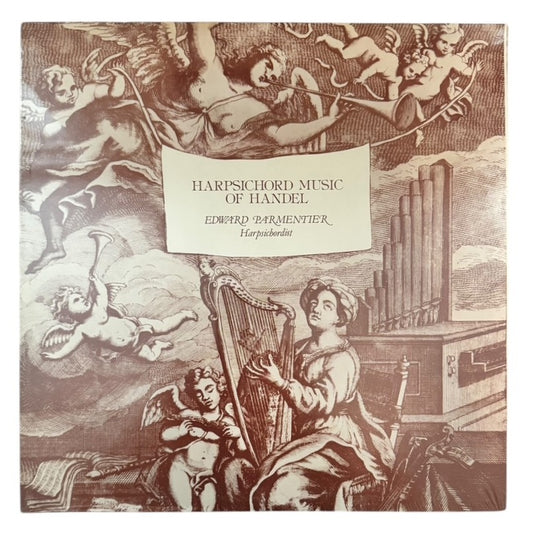 HARPSICHORD MUSIC
OF HANDEL
EDWARD PARMENTIER
Harpsichordist